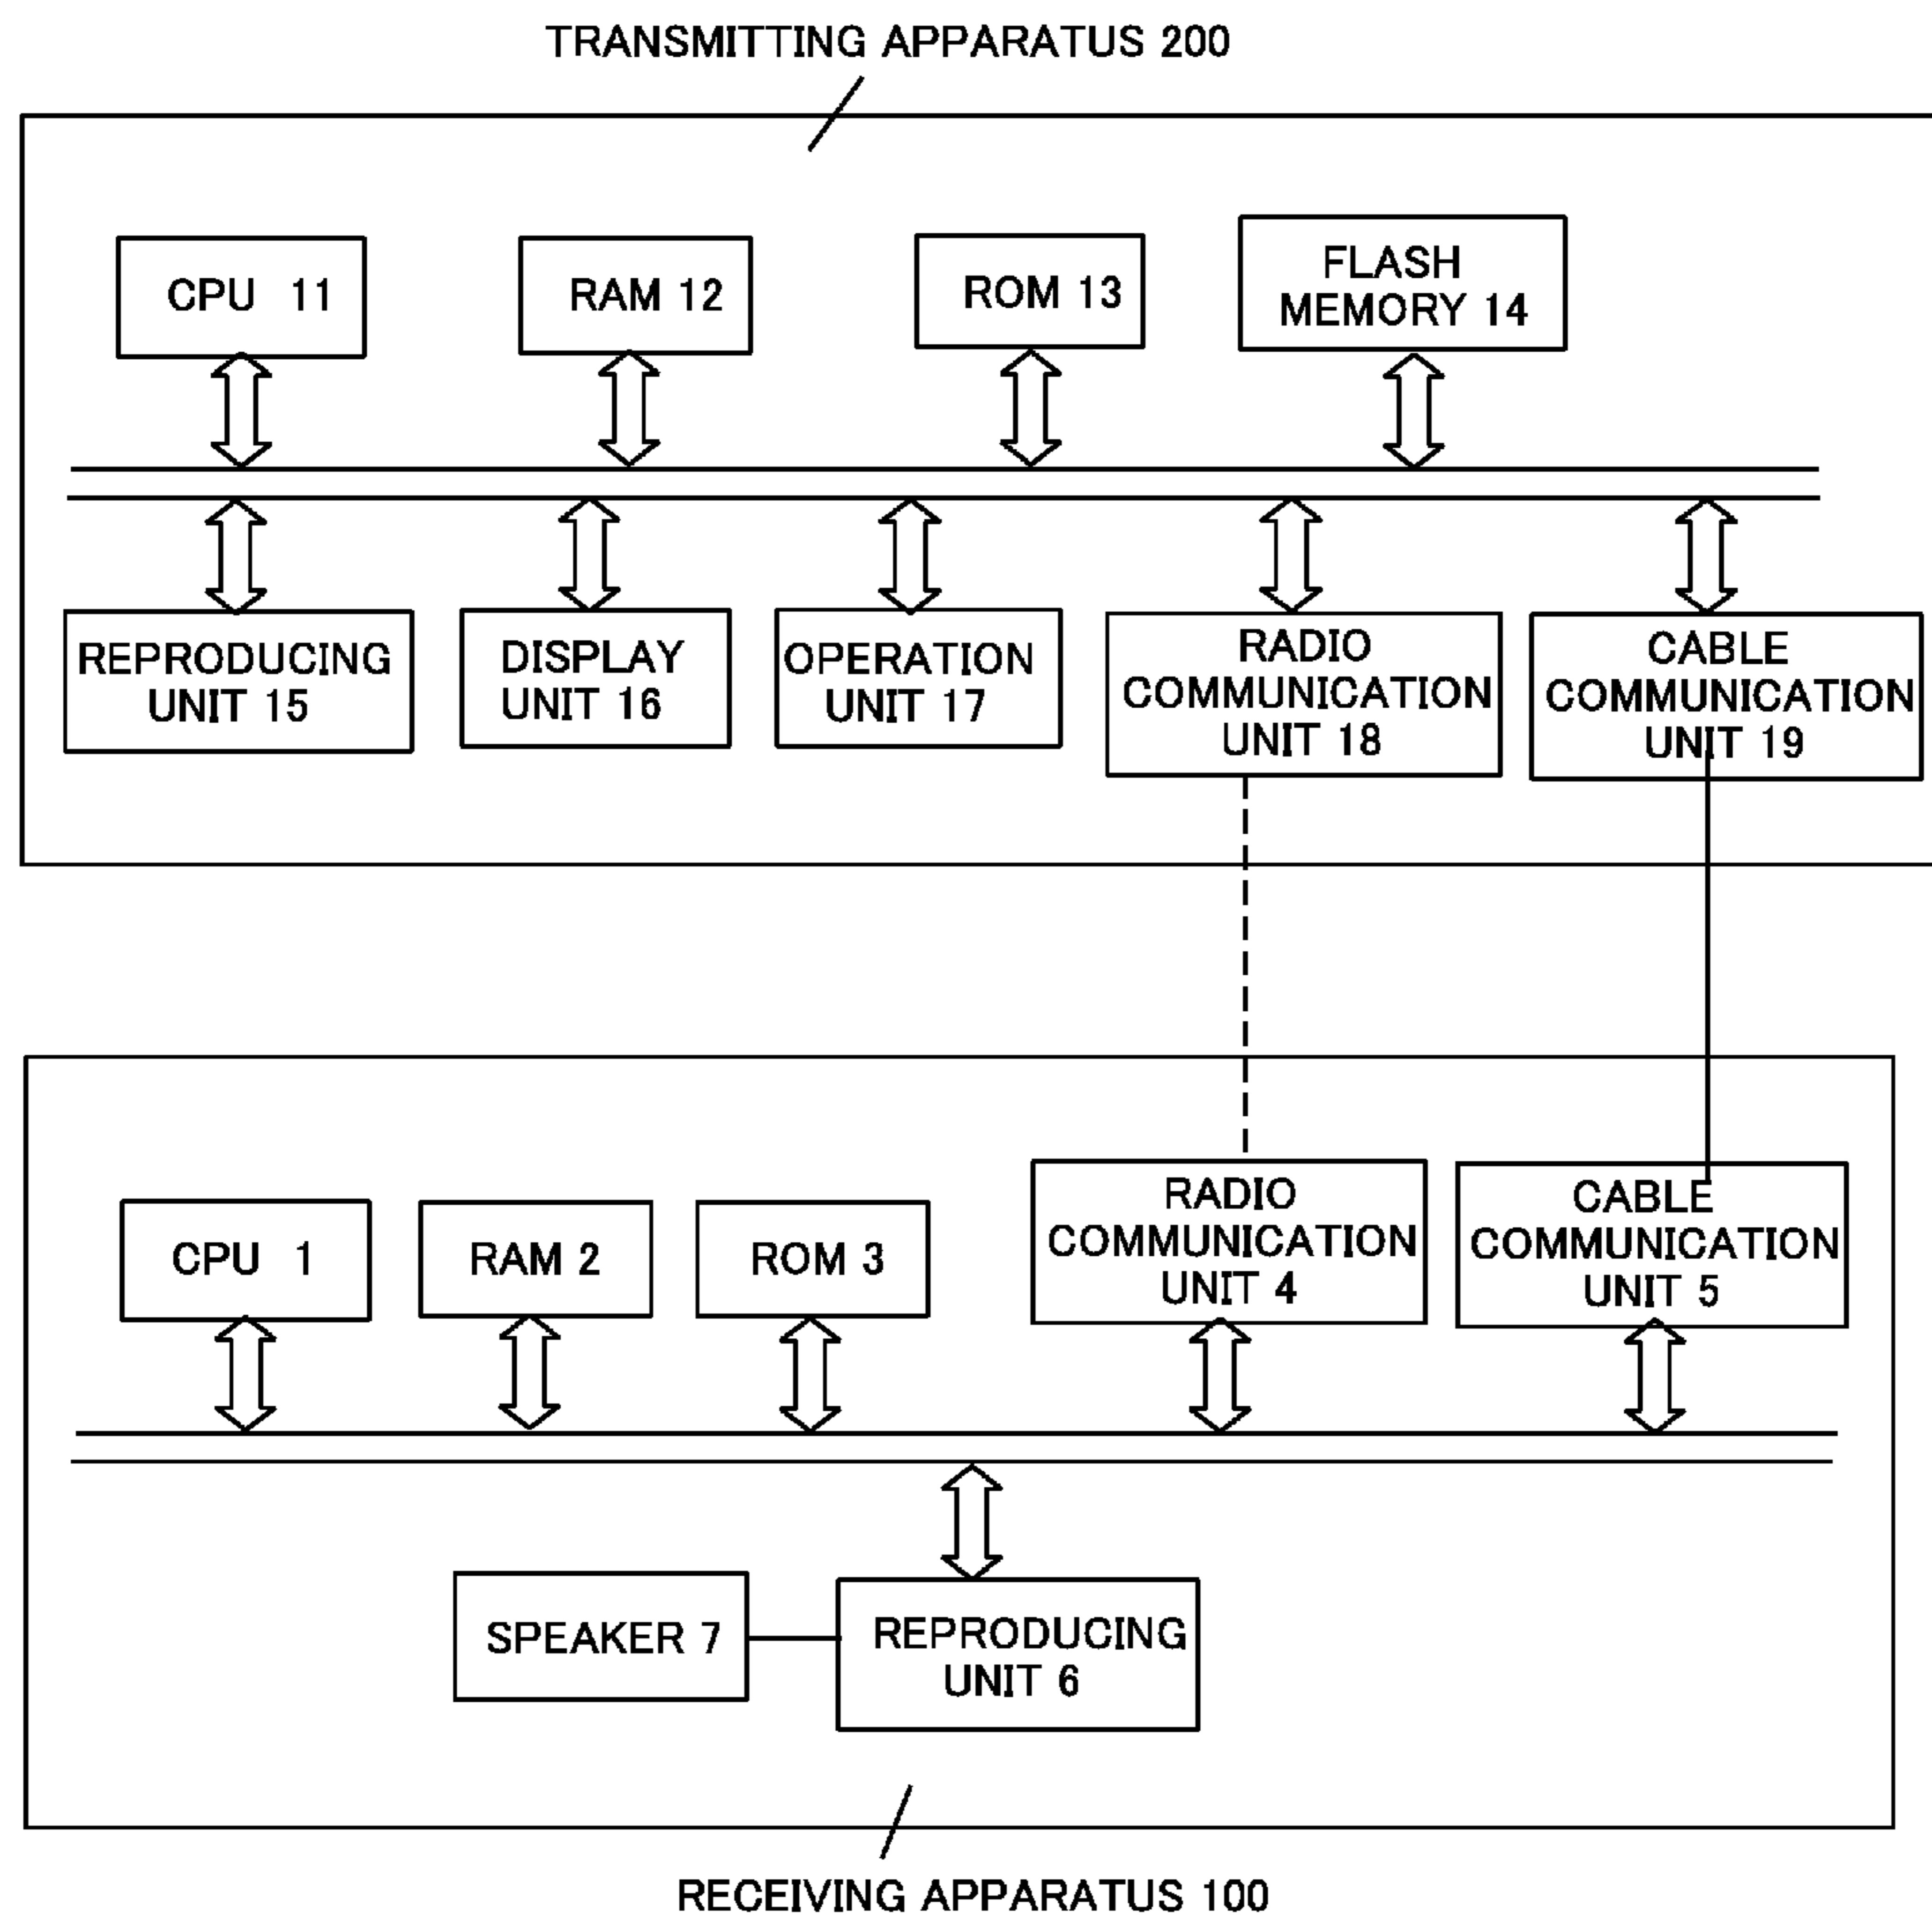 TRANSMITTING APPARATUS 200
CPU 11
RAM 12
ROM 13
FLASH
MEMORY 14
REPRODUCING
UNIT 15
DISPLAY
UNIT 16
OPERATION
UNIT 17
RADIO
COMMUNICATION
UNIT 18
CABLE
COMMUNICATION
UNIT 19
CPU 1
RAM 2
ROM 3
RADIO
COMMUNICATION
UNIT 4
CABLE
COMMUNICATION
UNIT 5
SPEAKER 7
REPRODUCING
UNIT 6
RECEIVING APPARATUS 100